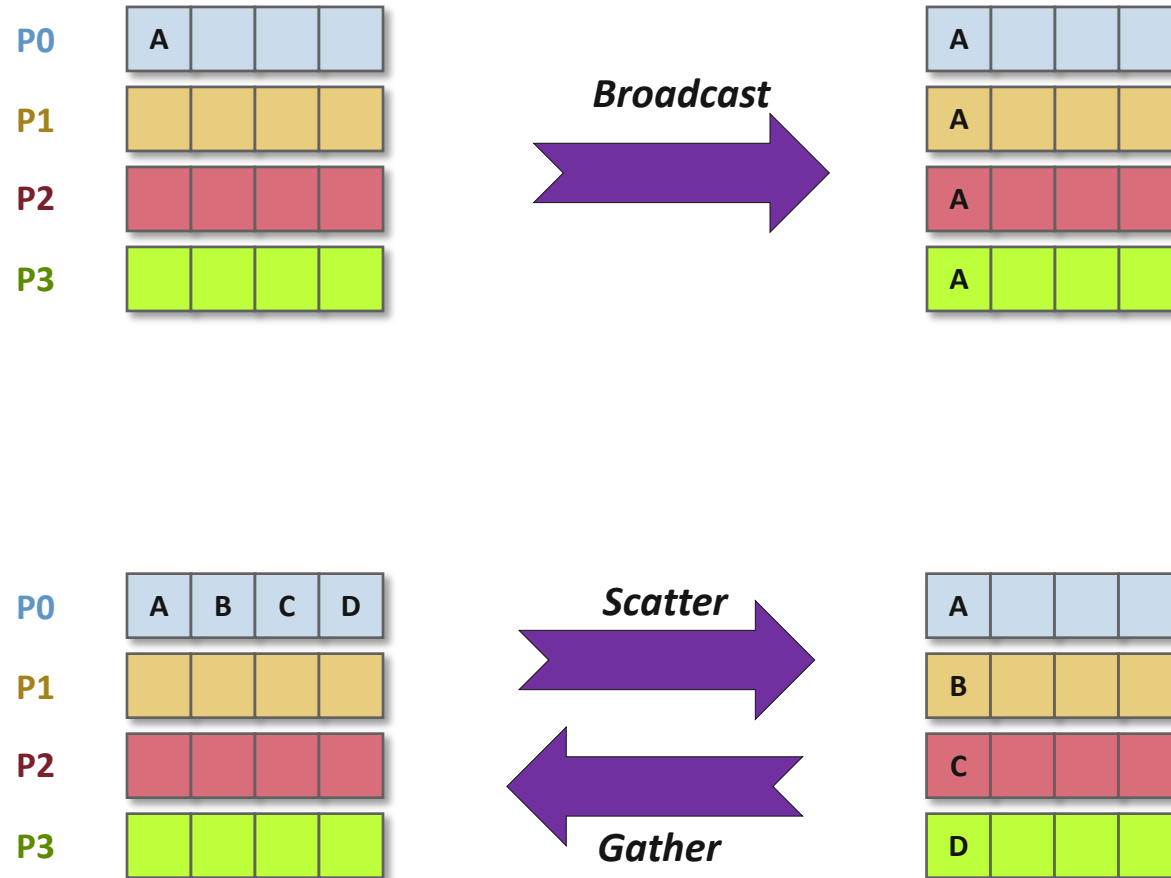 P0 A A
Broadcast
P1 A
P2 A
P3 A
P0 A B C D Scatter A
P1 B
P2 C
P3 Gather D